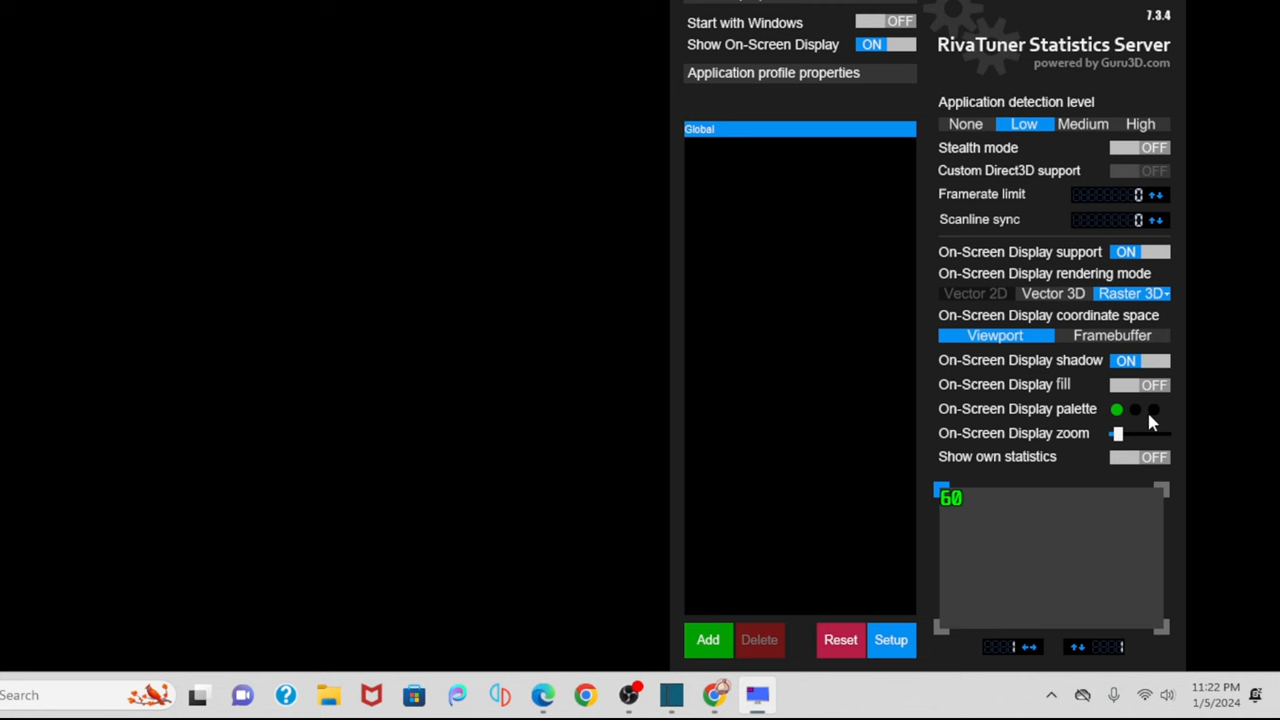 Start with Windows OFF
Show On-Screen Display ON
Application profile properties
Global
Add Delete Reset Setup
7.3.4
RivaTuner Statistics Server
powered by Guru3D.com
Application detection level
None Low Medium High
Stealth mode OFF
Custom Direct3D support OFF
Framerate limit 0
Scanline sync 0
On-Screen Display support ON
On-Screen Display rendering mode
Vector 2D Vector 3D Raster 3D
On-Screen Display coordinate space
Viewport Framebuffer
On-Screen Display shadow ON
On-Screen Display fill OFF
On-Screen Display palette
On-Screen Display zoom
Show own statistics OFF
60
1 1
Search
11:22 PM
1/5/2024